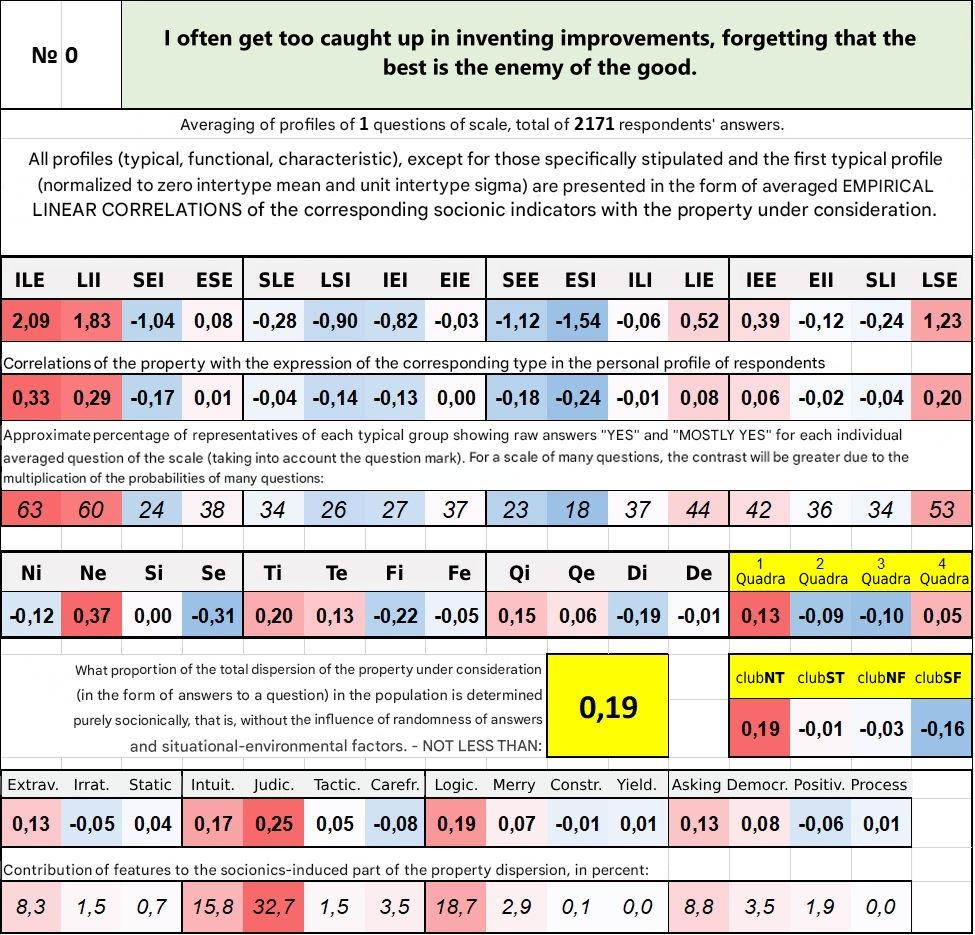 № 0
I often get too caught up in inventing improvements, forgetting that the
best is the enemy of the good.
Averaging of profiles of 1 questions of scale, total of 2171 respondents' answers.
All profiles (typical, functional, characteristic), except for those specifically stipulated and the first typical profile
(normalized to zero intertype mean and unit intertype sigma) are presented in the form of averaged EMPIRICAL
LINEAR CORRELATIONS of the corresponding socionic indicators with the property under consideration.
ILE LII SEI ESE SLE LSI IEI EIE SEE ESI ILI LIE IEE EII SLI LSE
2,09 1,83 -1,04 0,08 -0,28 -0,90 -0,82 -0,03 -1,12 -1,54 -0,06 0,52 0,39 -0,12 -0,24 1,23
Correlations of the property with the expression of the corresponding type in the personal profile of respondents
0,33 0,29 -0,17 0,01 -0,04 -0,14 -0,13 0,00 -0,18 -0,24 -0,01 0,08 0,06 -0,02 -0,04 0,20
Approximate percentage of representatives of each typical group showing raw answers "YES" and "MOSTLY YES" for each individual
averaged question of the scale (taking into account the question mark). For a scale of many questions, the contrast will be greater due to the
multiplication of the probabilities of many questions:
63 60 24 38 34 26 27 37 23 18 37 44 42 36 34 53
Ni Ne Si Se Ti Te Fi Fe Qi Qe Di De 1 Quadra 2 Quadra 3 Quadra 4 Quadra
-0,12 0,37 0,00 -0,31 0,20 0,13 -0,22 -0,05 0,15 0,06 -0,19 -0,01 0,13 -0,09 -0,10 0,05
What proportion of the total dispersion of the property under consideration
(in the form of answers to a question) in the population is determined
purely socionically, that is, without the influence of randomness of answers
and situational-environmental factors. - NOT LESS THAN:
0,19
clubNT clubST clubNF clubSF
0,19 -0,01 -0,03 -0,16
Extrav. Irrat. Static Intuit. Judic. Tactic. Carefr. Logic. Merry Constr. Yield. Asking Democr. Positiv. Process
0,13 -0,05 0,04 0,17 0,25 0,05 -0,08 0,19 0,07 -0,01 0,01 0,13 0,08 -0,06 0,01
Contribution of features to the socionics-induced part of the property dispersion, in percent:
8,3 1,5 0,7 15,8 32,7 1,5 3,5 18,7 2,9 0,1 0,0 8,8 3,5 1,9 0,0